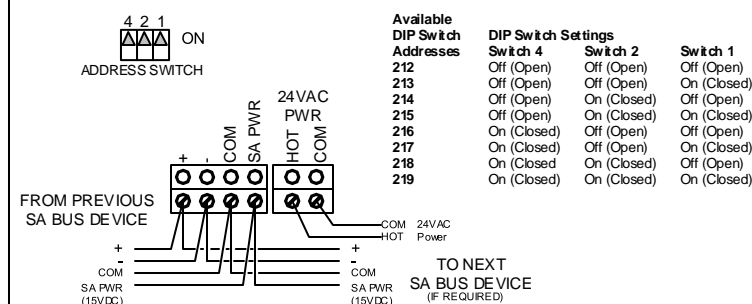 4 2 1
ON
ADDRESS SWITCH
Available
DIP Switch DIP Switch Settings
Addresses Switch 4 Switch 2 Switch 1
212 Off (Open) Off (Open) Off (Open)
213 Off (Open) Off (Open) On (Closed)
214 Off (Open) On (Closed) Off (Open)
215 Off (Open) On (Closed) On (Closed)
216 On (Closed) Off (Open) Off (Open)
217 On (Closed) Off (Open) On (Closed)
218 On (Closed On (Closed) Off (Open)
219 On (Closed) On (Closed) On (Closed)
24VAC
PWR
+ - COM SA PWR HOT COM
FROM PREVIOUS
SA BUS DEVICE
COM 24VAC
HOT Power
+ +
- -
COM COM
SA PWR SA PWR
(15VDC) (15VDC)
TO NEXT
SA BUS DEVICE
(IF REQUIRED)